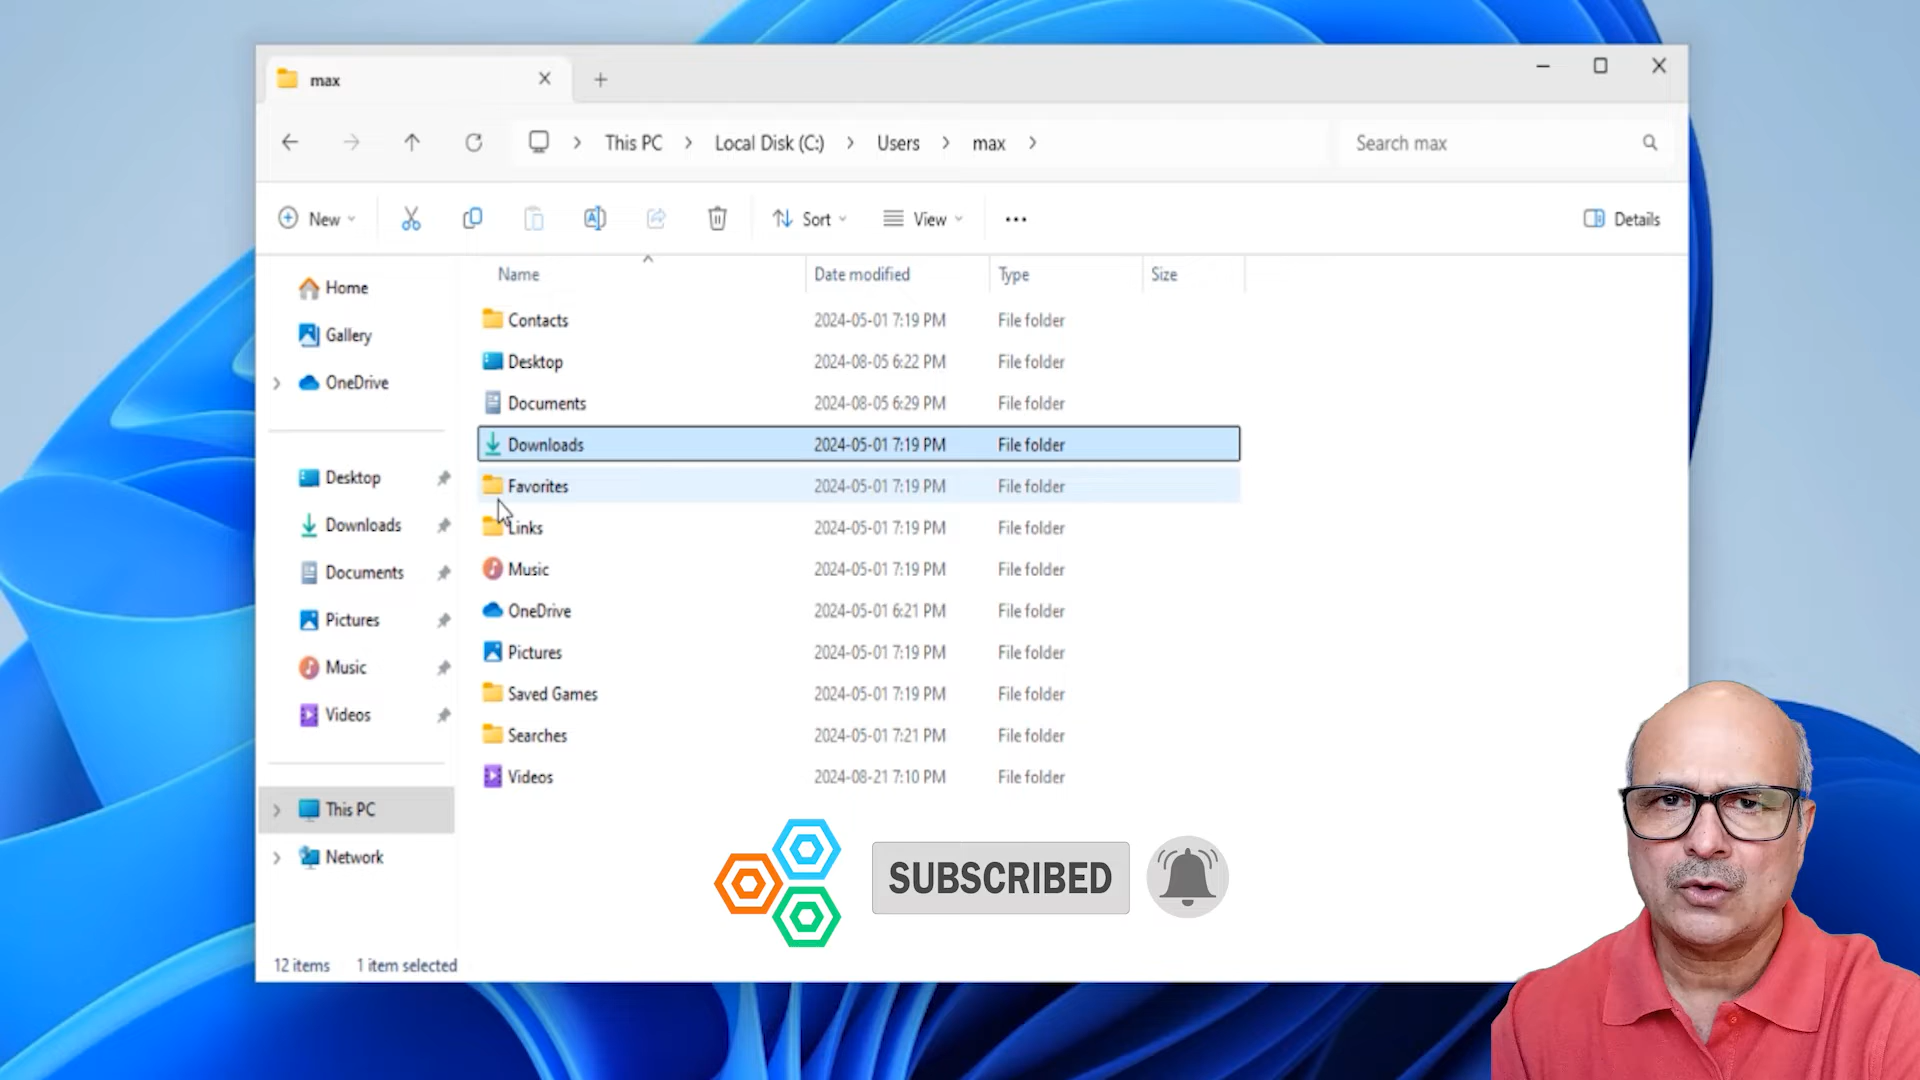 max
This PC > Local Disk (C:) > Users > max >
Search max
New
Sort
View
Details
Home
Gallery
OneDrive
Desktop
Downloads
Documents
Pictures
Music
Videos
This PC
Network
Name Date modified Type Size
Contacts 2024-05-01 7:19 PM File folder
Desktop 2024-08-05 6:22 PM File folder
Documents 2024-08-05 6:29 PM File folder
Downloads 2024-05-01 7:19 PM File folder
Favorites 2024-05-01 7:19 PM File folder
Links 2024-05-01 7:19 PM File folder
Music 2024-05-01 7:19 PM File folder
OneDrive 2024-05-01 6:21 PM File folder
Pictures 2024-05-01 7:19 PM File folder
Saved Games 2024-05-01 7:19 PM File folder
Searches 2024-05-01 7:21 PM File folder
Videos 2024-08-21 7:10 PM File folder
SUBSCRIBED
12 items 1 item selected